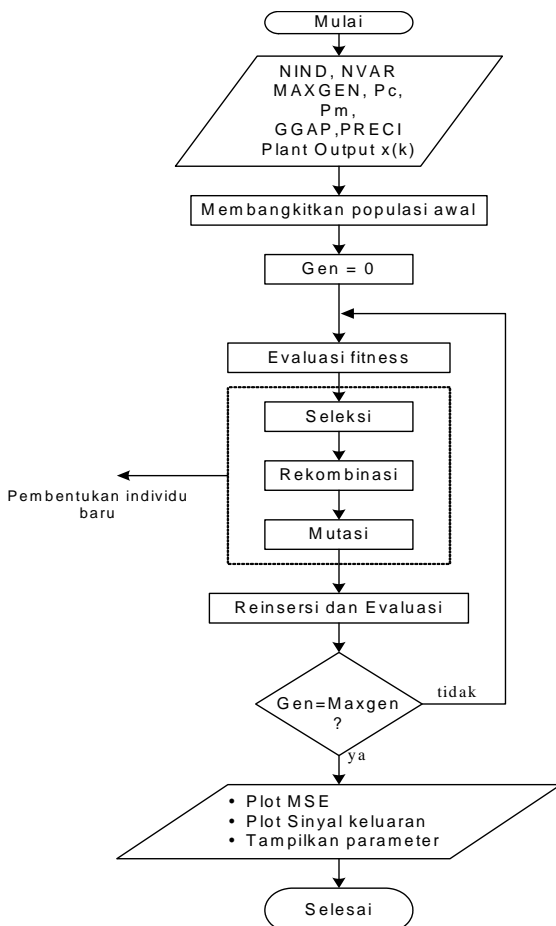 Mulai
NIND, NVAR
MAXGEN, Pc,
Pm,
GGAP,PRECI
Plant Output x(k)
Membangkitkan populasi awal
Gen = 0
Evaluasi fitness
Seleksi
Rekombinasi
Pembentukan individu
baru
Mutasi
Reinsersi dan Evaluasi
Gen=Maxgen
?
tidak
ya
• Plot MSE
• Plot Sinyal keluaran
• Tampilkan parameter
Selesai